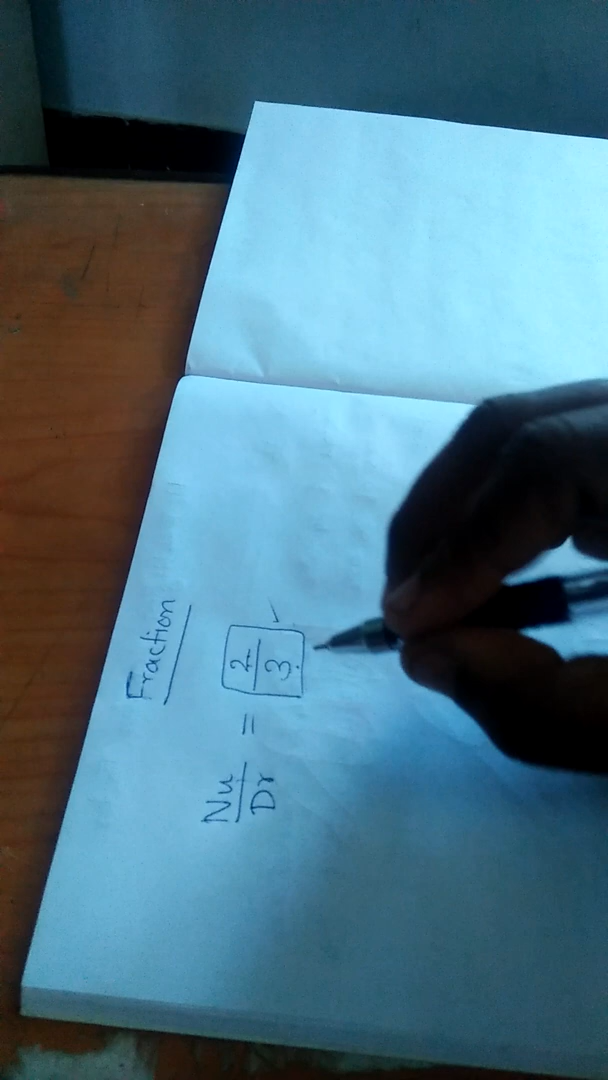 Fraction
Nu/Dr = 2/3 ✓